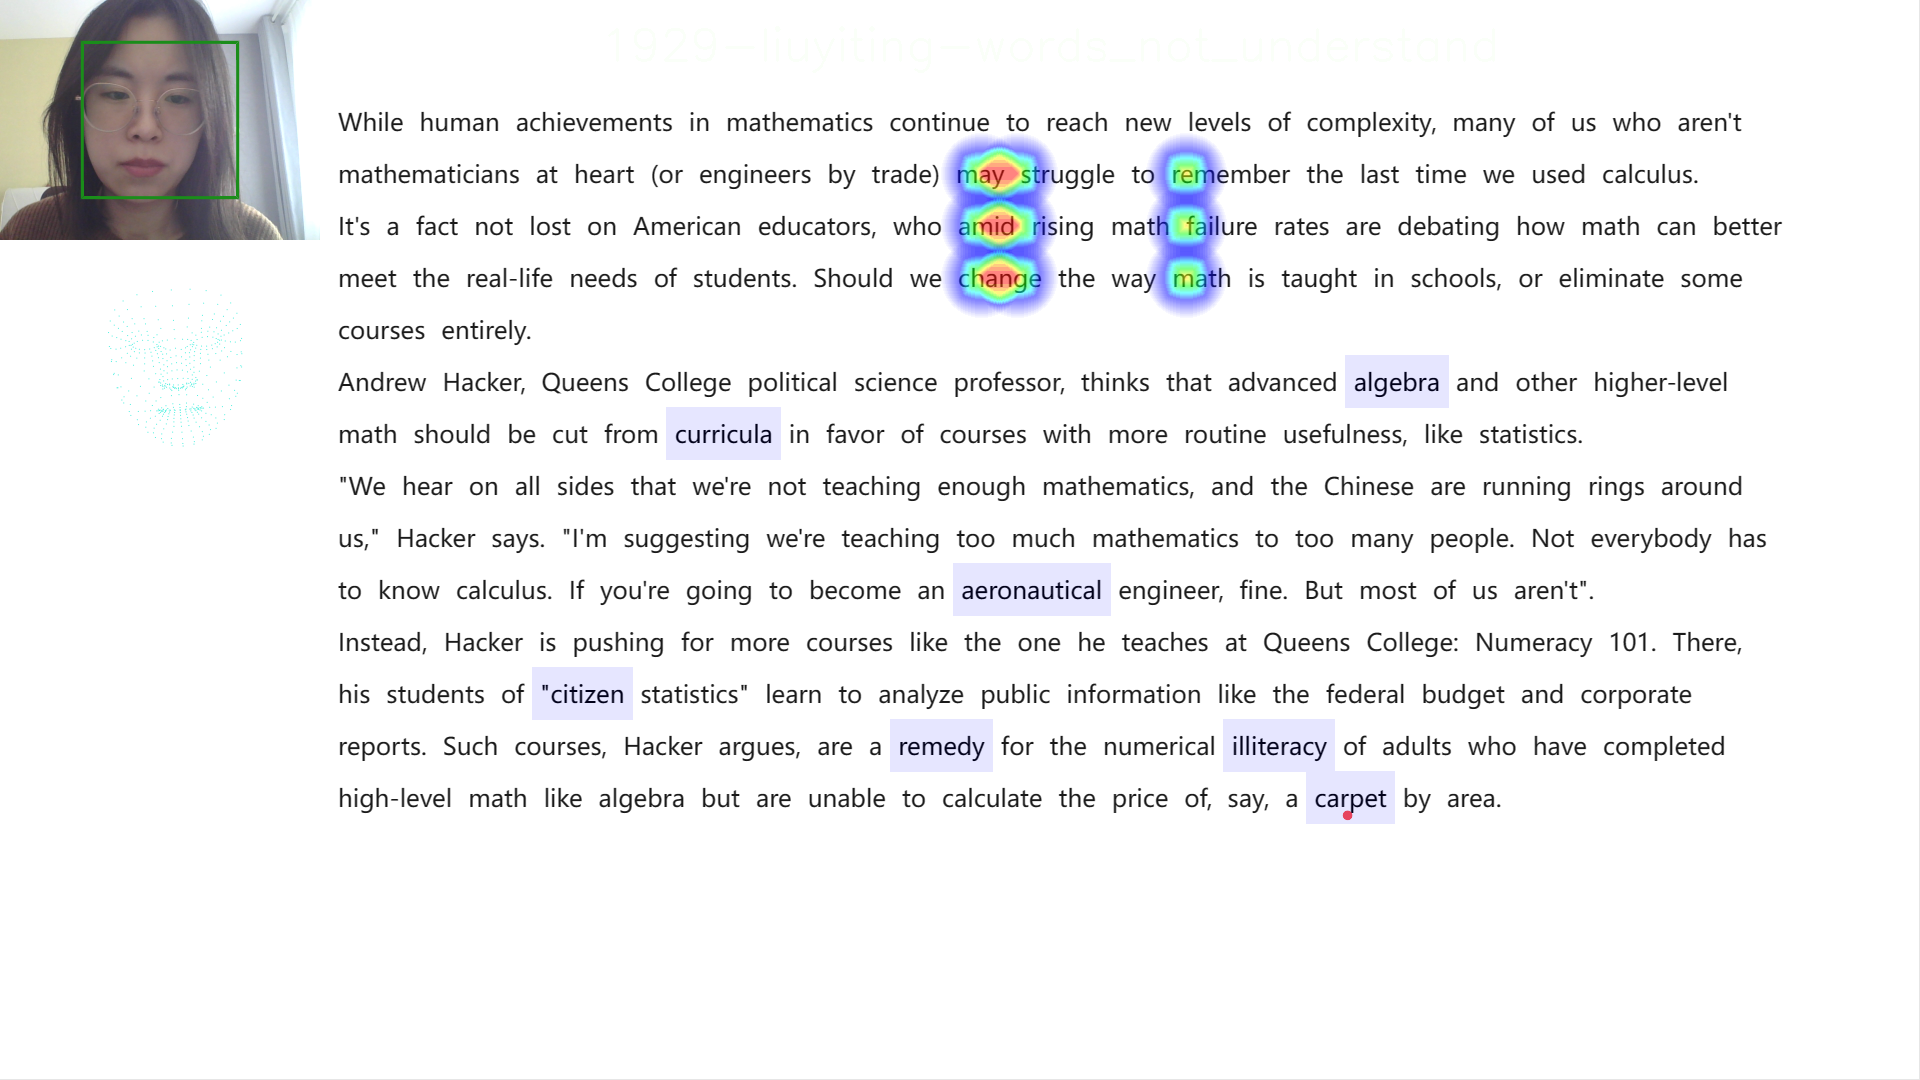 1929-liuyiting-words_not_understand
While human achievements in mathematics continue to reach new levels of complexity, many of us who aren't
mathematicians at heart (or engineers by trade) may struggle to remember the last time we used calculus.
It's a fact not lost on American educators, who amid rising math failure rates are debating how math can better
meet the real-life needs of students. Should we change the way math is taught in schools, or eliminate some
courses entirely.
Andrew Hacker, Queens College political science professor, thinks that advanced algebra and other higher-level
math should be cut from curricula in favor of courses with more routine usefulness, like statistics.
"We hear on all sides that we're not teaching enough mathematics, and the Chinese are running rings around
us," Hacker says. "I'm suggesting we're teaching too much mathematics to too many people. Not everybody has
to know calculus. If you're going to become an aeronautical engineer, fine. But most of us aren't".
Instead, Hacker is pushing for more courses like the one he teaches at Queens College: Numeracy 101. There,
his students of "citizen statistics" learn to analyze public information like the federal budget and corporate
reports. Such courses, Hacker argues, are a remedy for the numerical illiteracy of adults who have completed
high-level math like algebra but are unable to calculate the price of, say, a carpet by area.